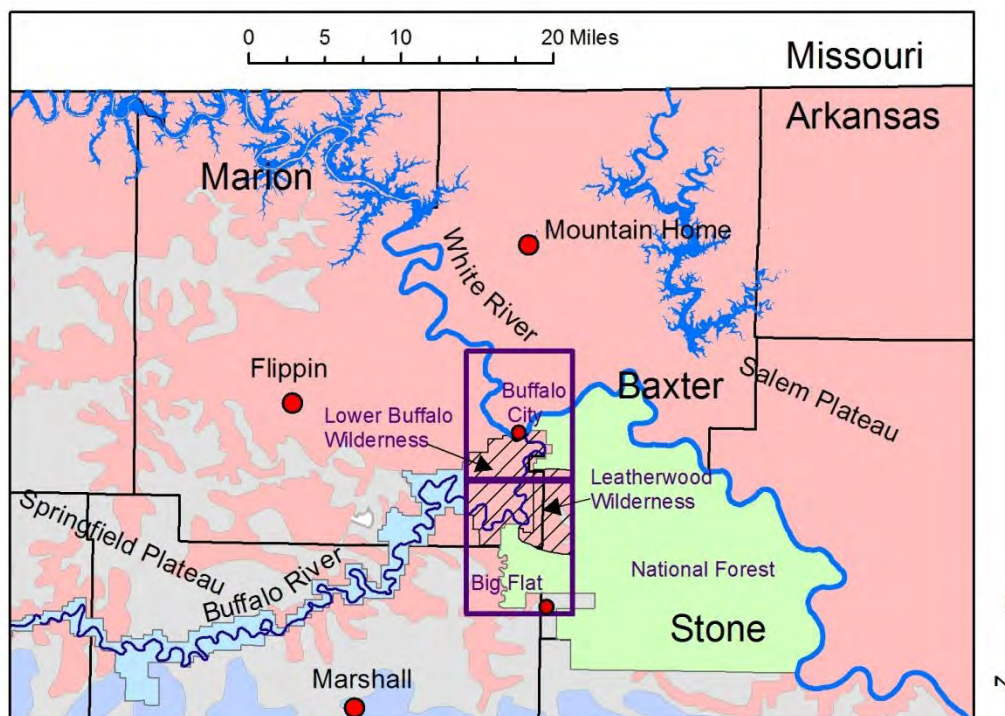 0 5 10 20 Miles
Missouri
Arkansas
Marion
Mountain Home
White River
Flippin
Buffalo
City
Baxter
Salem Plateau
Lower Buffalo
Wilderness
Leatherwood
Wilderness
Springfield Plateau
Buffalo River
Big Flat
National Forest
Stone
Marshall
N